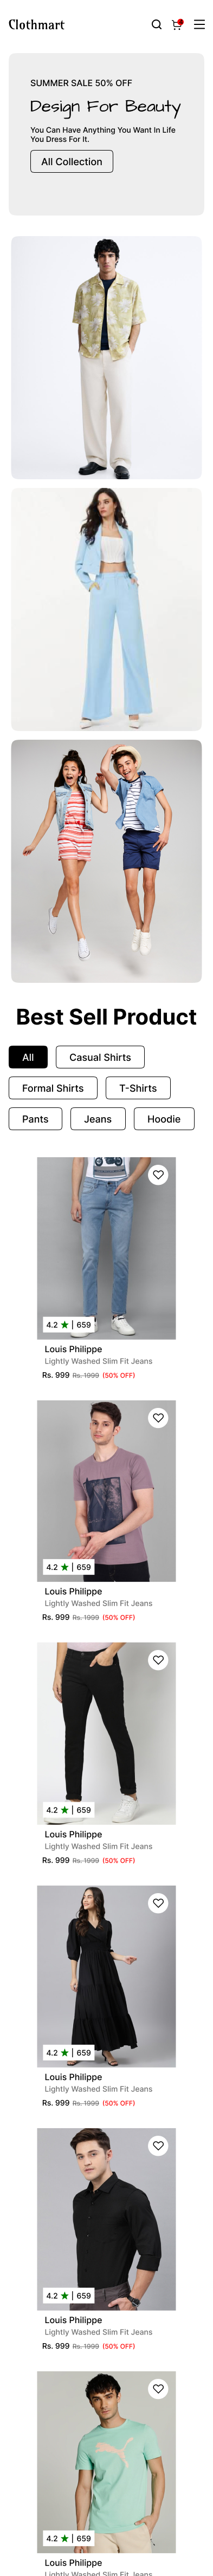 Clothmart
SUMMER SALE 50% OFF
Design For Beauty
You Can Have Anything You Want In Life
You Dress For It.
All Collection
Best Sell Product
All
Casual Shirts
Formal Shirts
T-Shirts
Pants
Jeans
Hoodie
4.2 ★ | 659
Louis Philippe
Lightly Washed Slim Fit Jeans
Rs. 999 Rs. 1999 (50% OFF)
4.2 ★ | 659
Louis Philippe
Lightly Washed Slim Fit Jeans
Rs. 999 Rs. 1999 (50% OFF)
4.2 ★ | 659
Louis Philippe
Lightly Washed Slim Fit Jeans
Rs. 999 Rs. 1999 (50% OFF)
4.2 ★ | 659
Louis Philippe
Lightly Washed Slim Fit Jeans
Rs. 999 Rs. 1999 (50% OFF)
4.2 ★ | 659
Louis Philippe
Lightly Washed Slim Fit Jeans
Rs. 999 Rs. 1999 (50% OFF)
4.2 ★ | 659
Louis Philippe
Lightly Washed Slim Fit Jeans